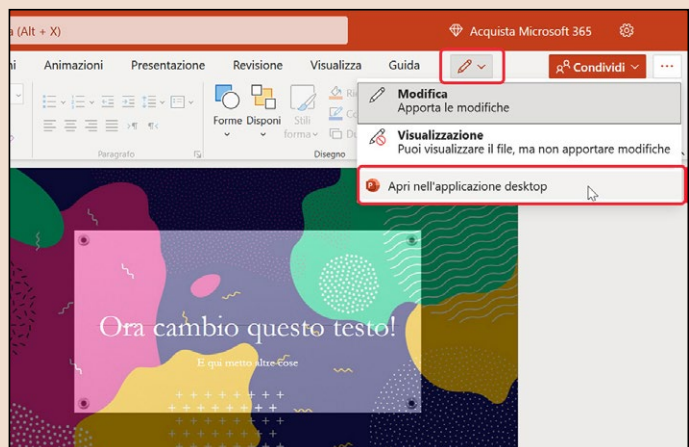 a (Alt + X)
Acquista Microsoft 365
ni Animazioni Presentazione Revisione Visualizza Guida
Condividi
Modifica
Apporta le modifiche
Visualizzazione
Puoi visualizzare il file, ma non apportare modifiche
Apri nell'applicazione desktop
Forme Disponi Stili
forma
Paragrafo Disegno
Ora cambio questo testo!
E qui metto altre cose